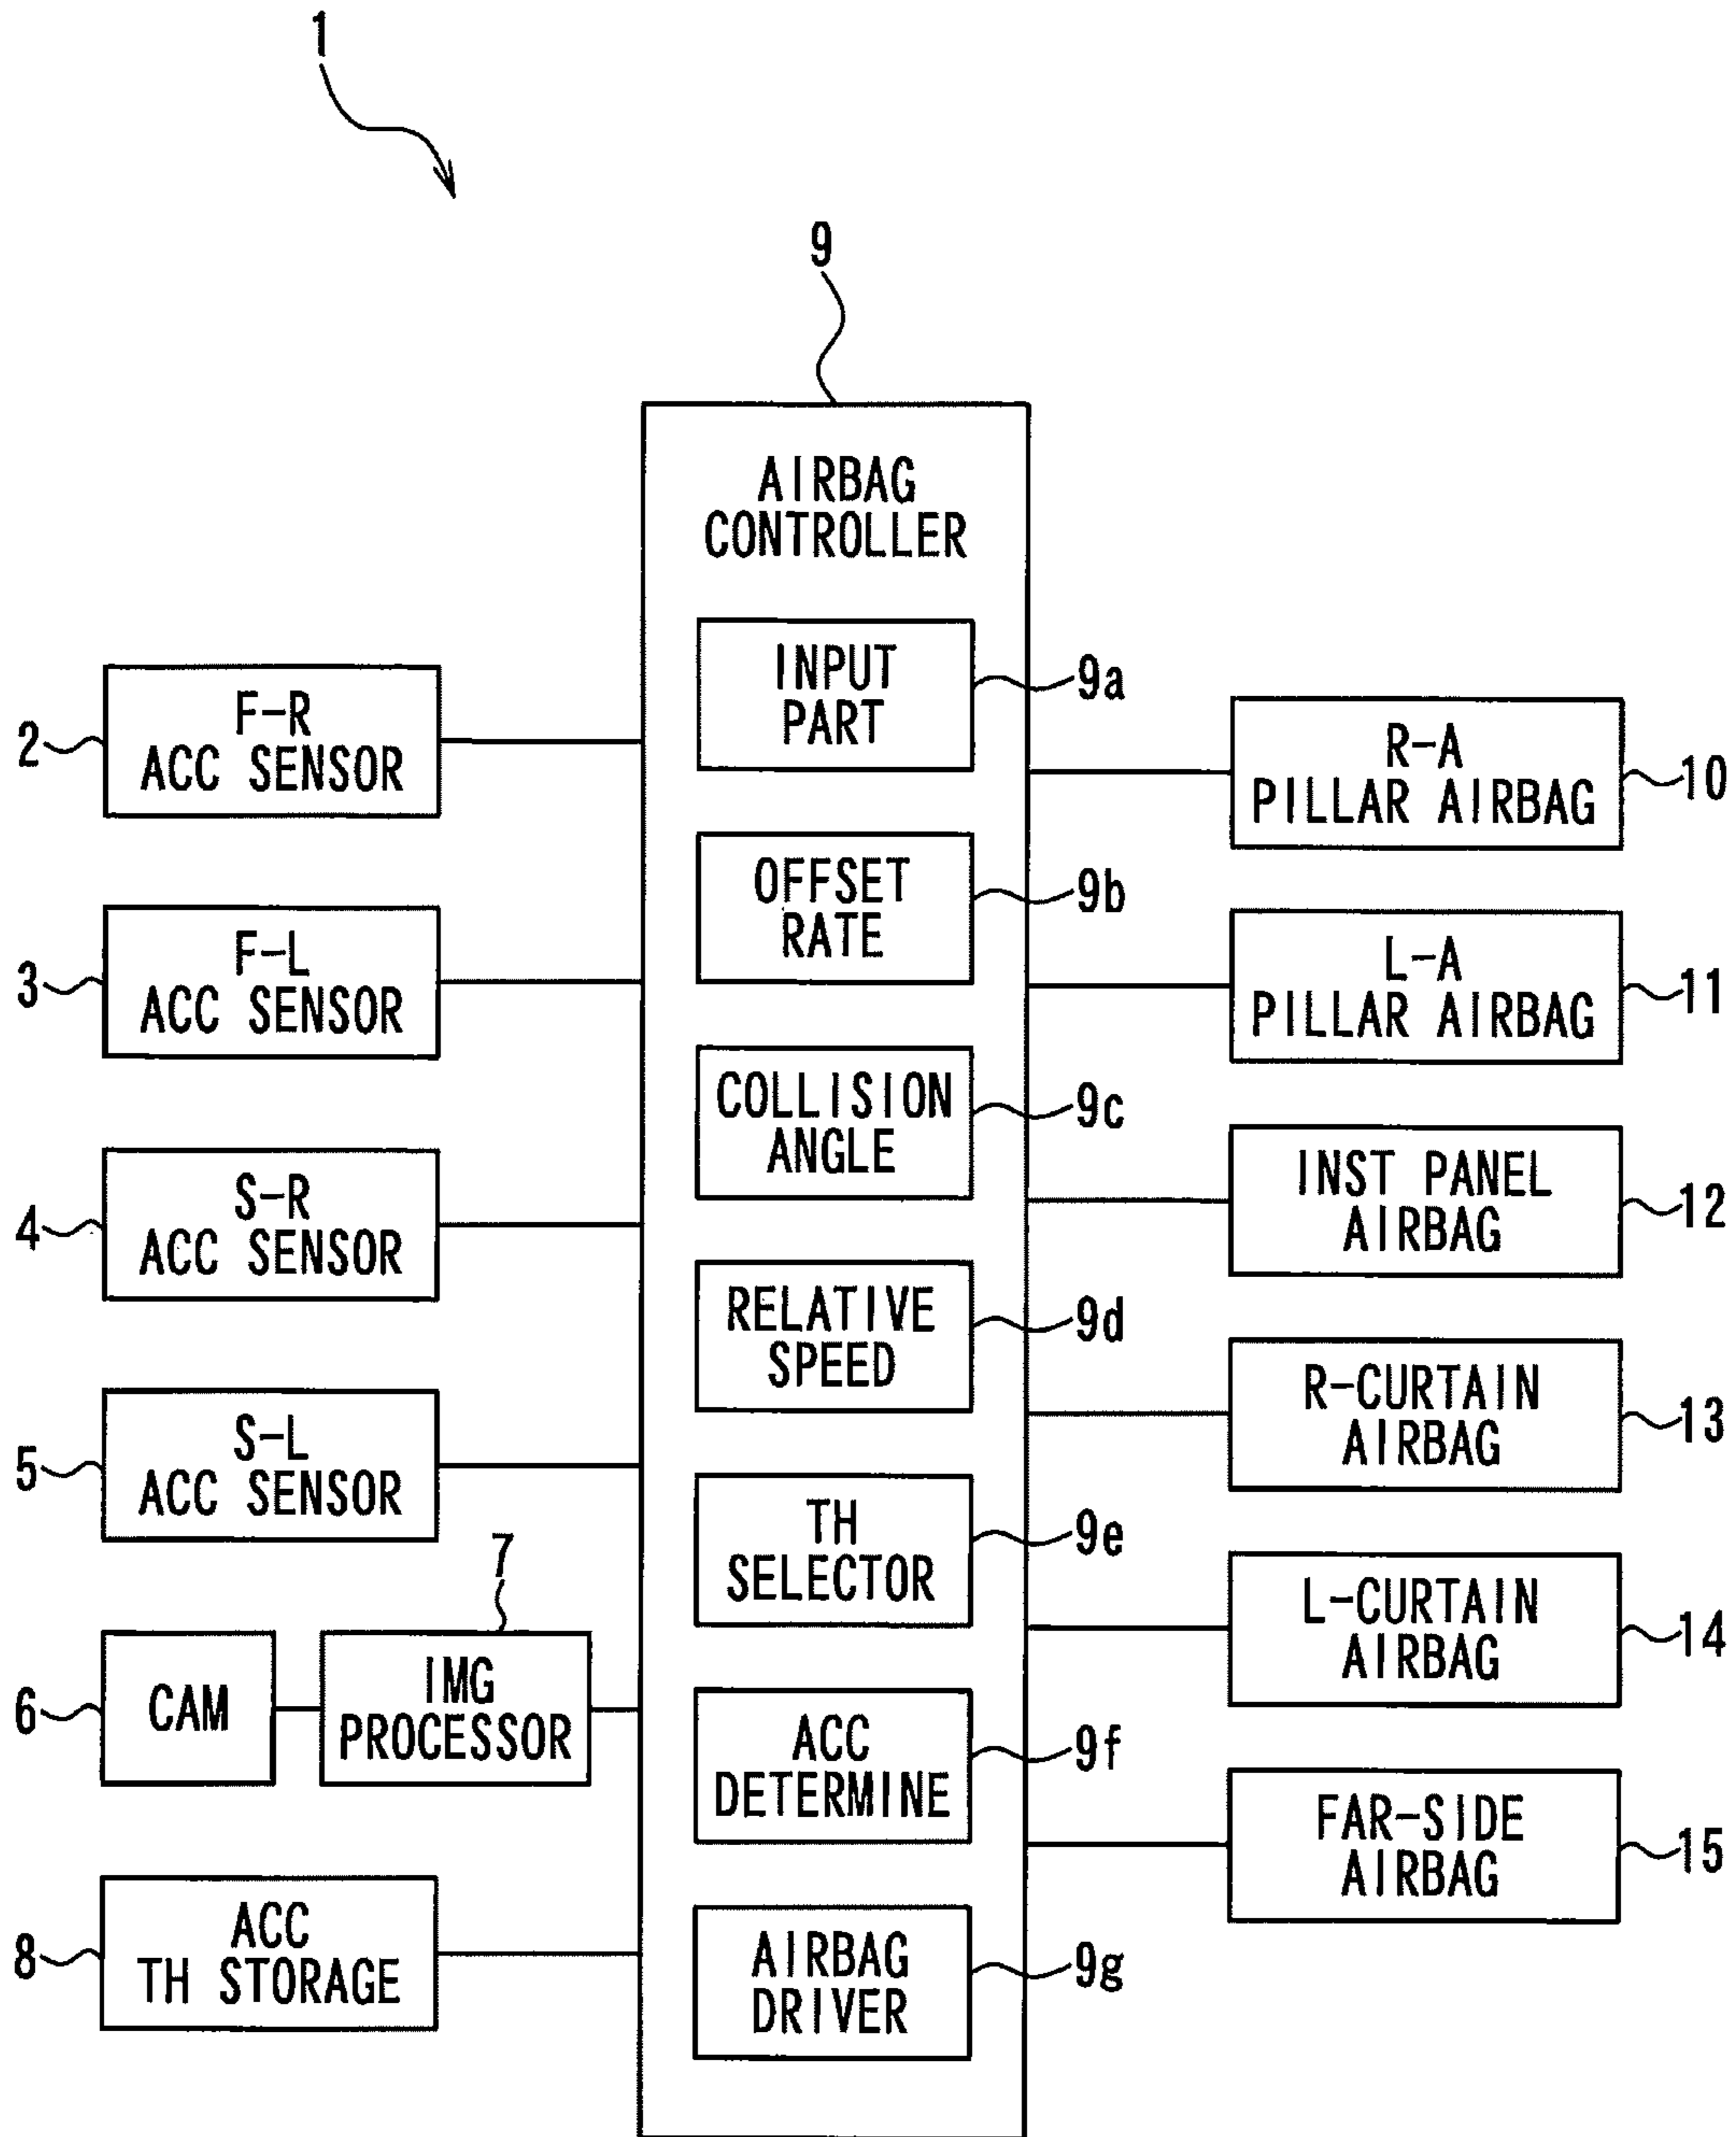 1
9
AIRBAG
CONTROLLER
INPUT
PART
9a
OFFSET
RATE
9b
COLLISION
ANGLE
9c
RELATIVE
SPEED
9d
TH
SELECTOR
9e
ACC
DETERMINE
9f
AIRBAG
DRIVER
9g
2
F-R
ACC SENSOR
3
F-L
ACC SENSOR
4
S-R
ACC SENSOR
5
S-L
ACC SENSOR
6
CAM
7
IMG
PROCESSOR
8
ACC
TH STORAGE
R-A
PILLAR AIRBAG
10
L-A
PILLAR AIRBAG
11
INST PANEL
AIRBAG
12
R-CURTAIN
AIRBAG
13
L-CURTAIN
AIRBAG
14
FAR-SIDE
AIRBAG
15